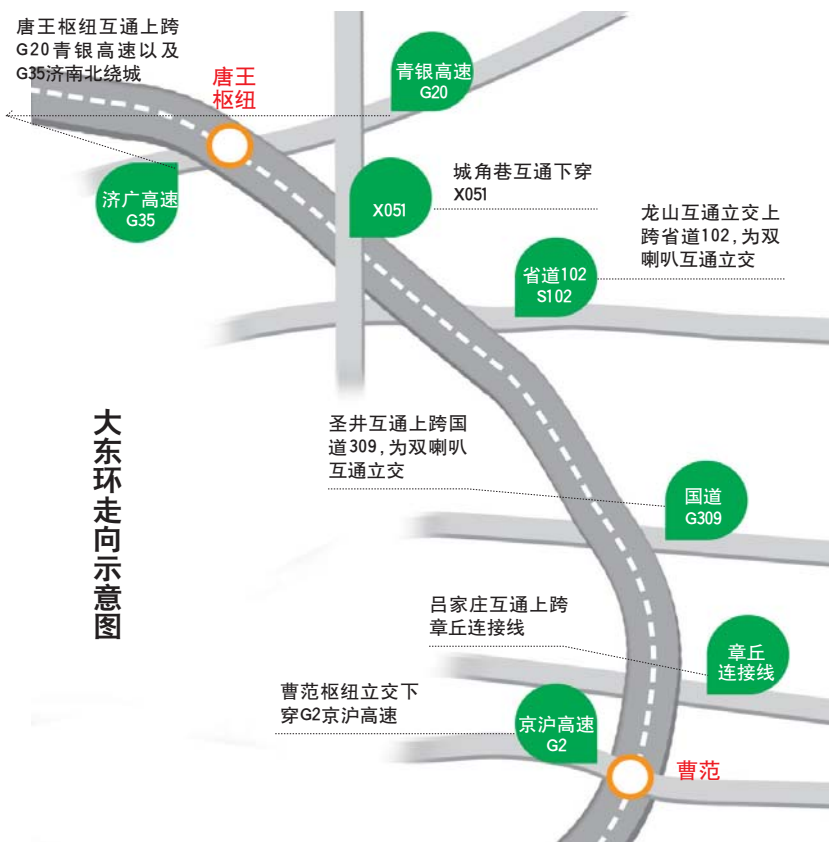 唐王枢纽互通上跨
G20青银高速以及
G35济南北绕城
唐王
枢纽
青银高速
G20
济广高速
G35
X051
城角巷互通下穿
X051
龙山互通立交上
跨省道102,为双
喇叭互通立交
省道102
S102
大东环走向示意图
圣井互通上跨国
道309,为双喇叭
互通立交
国道
G309
吕家庄互通上跨
章丘连接线
章丘
连接线
曹范枢纽立交下
穿G2京沪高速
京沪高速
G2
曹范